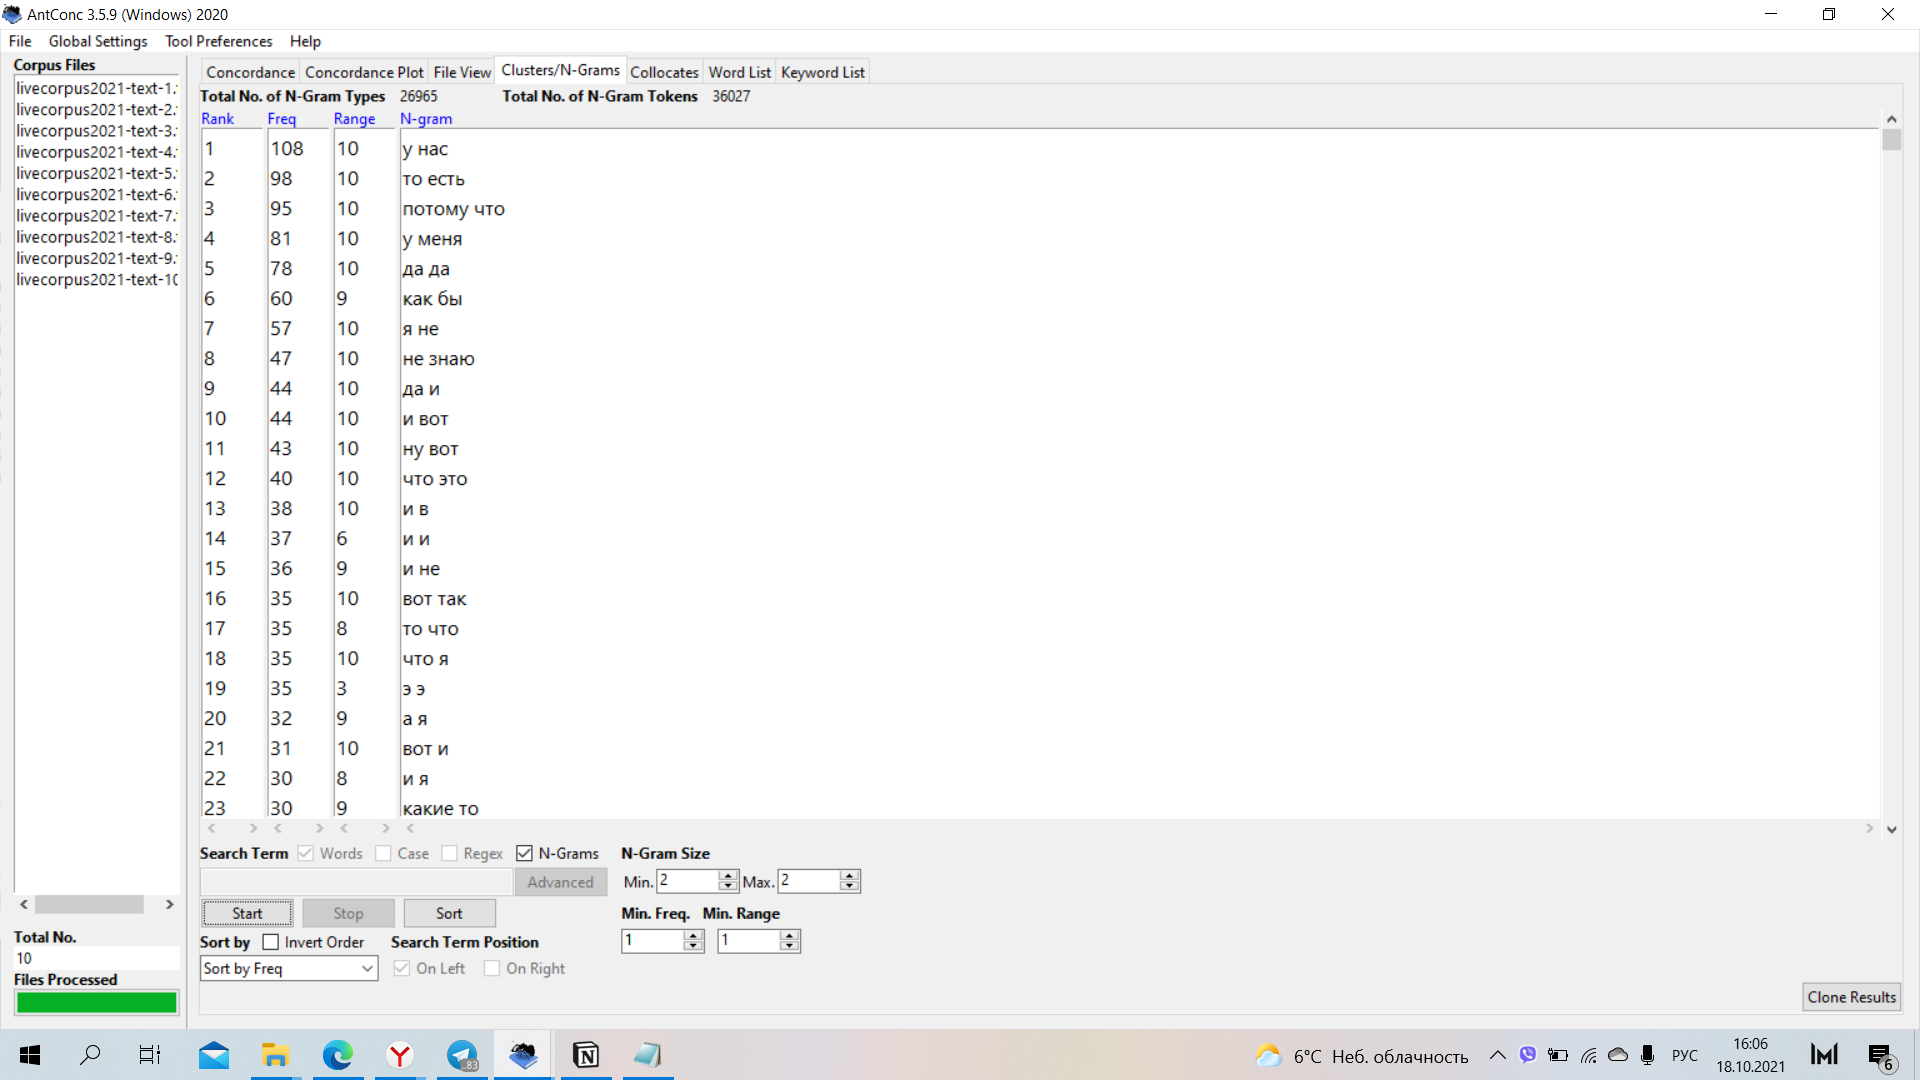 AntConc 3.5.9 (Windows) 2020
File Global Settings Tool Preferences Help
Corpus Files
livecorpus2021-text-1.
livecorpus2021-text-2.
livecorpus2021-text-3.
livecorpus2021-text-4.
livecorpus2021-text-5.
livecorpus2021-text-6.
livecorpus2021-text-7.
livecorpus2021-text-8.
livecorpus2021-text-9.
livecorpus2021-text-10
Total No.
10
Files Processed
Concordance Concordance Plot File View Clusters/N-Grams Collocates Word List Keyword List
Total No. of N-Gram Types 26965 Total No. of N-Gram Tokens 36027
Rank Freq Range N-gram
1 108 10 у нас
2 98 10 то есть
3 95 10 потому что
4 81 10 у меня
5 78 10 да да
6 60 9 как бы
7 57 10 я не
8 47 10 не знаю
9 44 10 да и
10 44 10 и вот
11 43 10 ну вот
12 40 10 что это
13 38 10 и в
14 37 6 и и
15 36 9 и не
16 35 10 вот так
17 35 8 то что
18 35 10 что я
19 35 3 э э
20 32 9 а я
21 31 10 вот и
22 30 8 и я
23 30 9 какие то
Search Term Words Case Regex N-Grams N-Gram Size
Advanced Min. 2 Max. 2
Start Stop Sort Min. Freq. Min. Range
1 1
Sort by Invert Order Search Term Position
Sort by Freq On Left On Right
Clone Results
83
6°C Неб. облачность РУС 16:06
18.10.2021
6